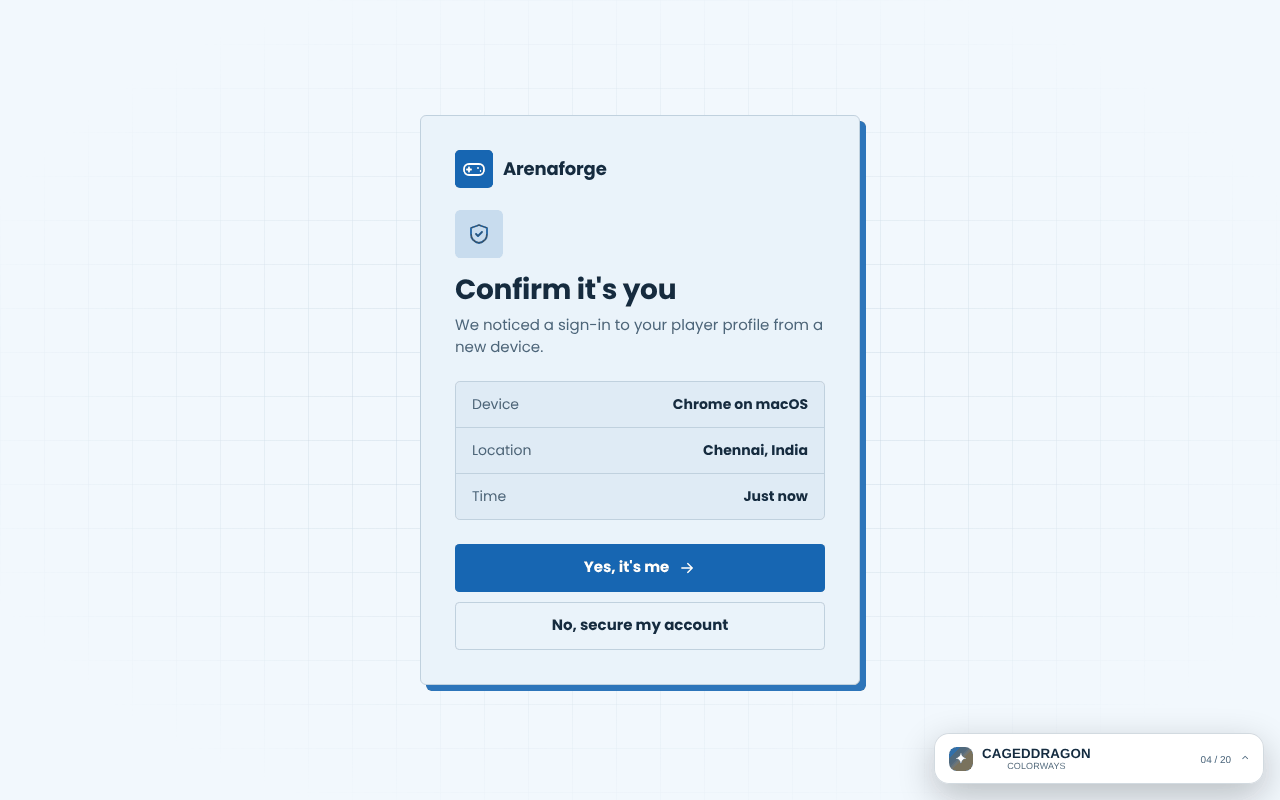 Arenaforge
Confirm it's you
We noticed a sign-in to your player profile from a
new device.
Device Chrome on macOS
Location Chennai, India
Time Just now
Yes, it's me →
No, secure my account
CAGEDDRAGON
COLORWAYS
04 / 20